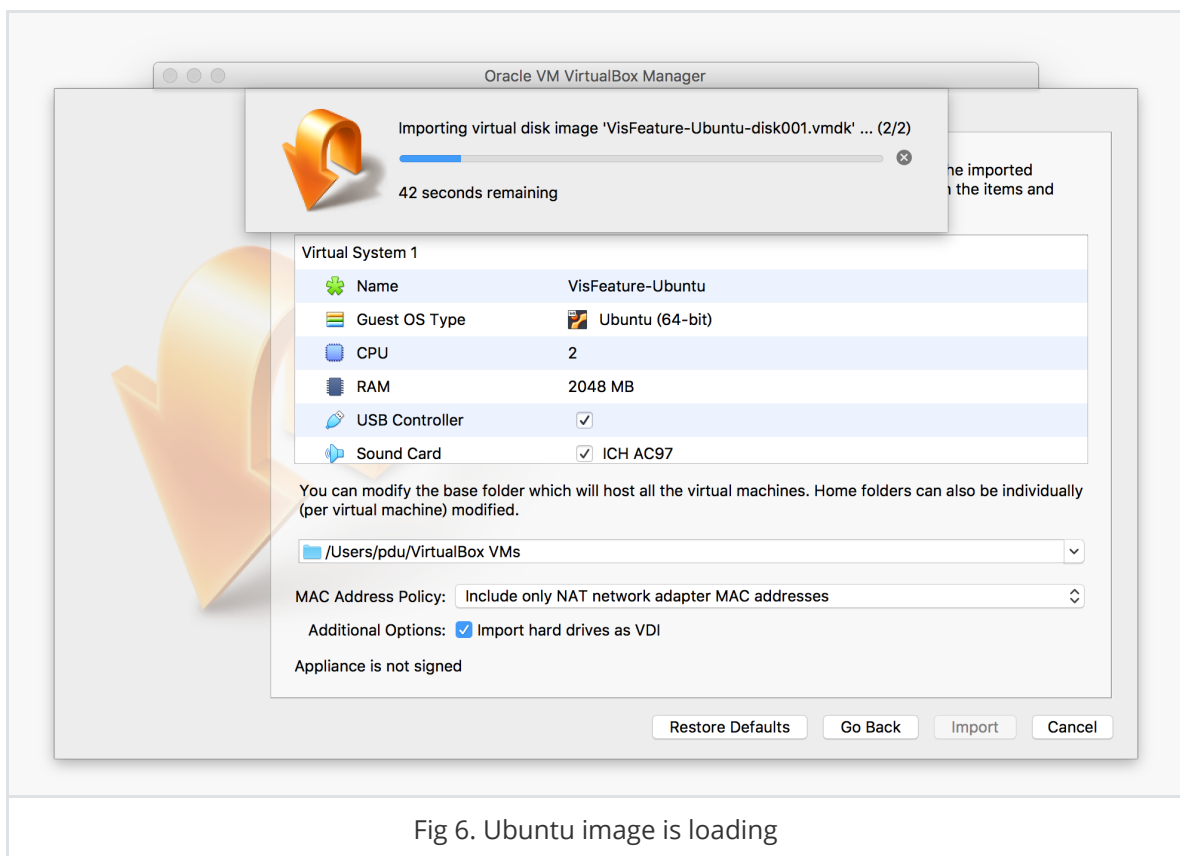 Oracle VM VirtualBox Manager
Importing virtual disk image 'VisFeature-Ubuntu-disk001.vmdk' ... (2/2)
42 seconds remaining
imported
the items and
Virtual System 1
Name VisFeature-Ubuntu
Guest OS Type Ubuntu (64-bit)
CPU 2
RAM 2048 MB
USB Controller
Sound Card ICH AC97
You can modify the base folder which will host all the virtual machines. Home folders can also be individually
(per virtual machine) modified.
/Users/pdu/VirtualBox VMs
MAC Address Policy: Include only NAT network adapter MAC addresses
Additional Options: Import hard drives as VDI
Appliance is not signed
Restore Defaults Go Back Import Cancel
Fig 6. Ubuntu image is loading